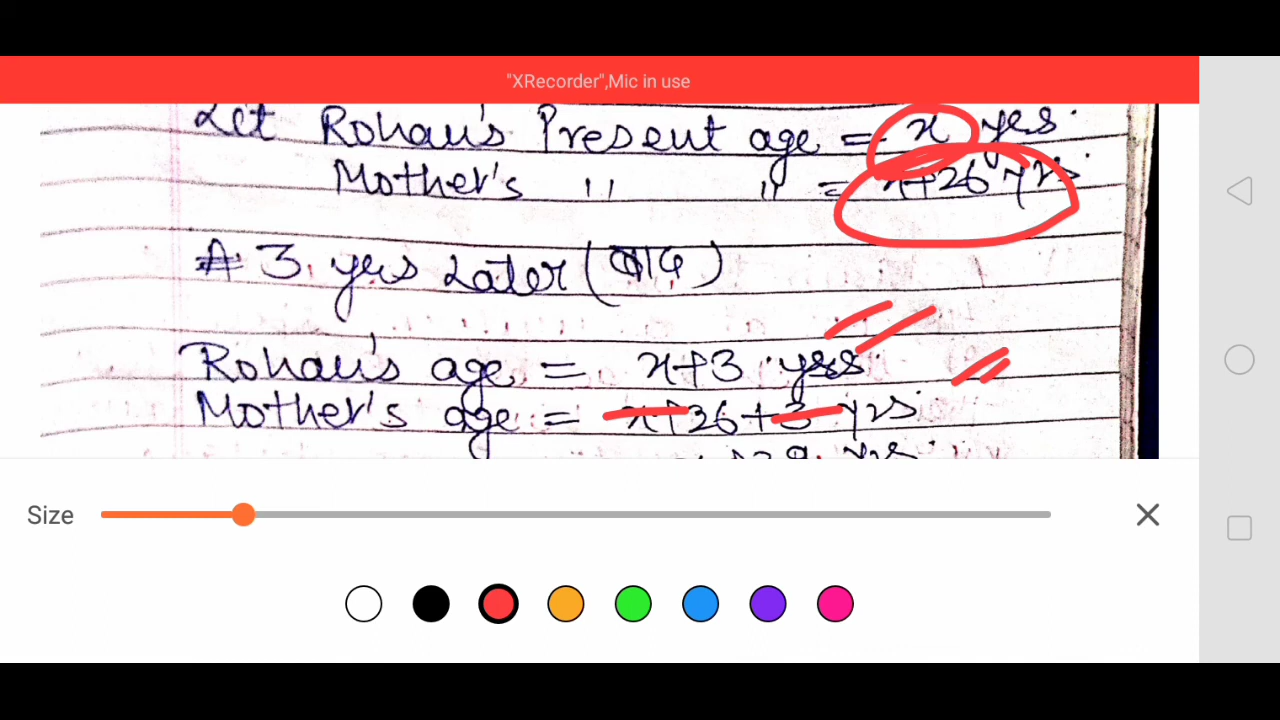 "XRecorder",Mic in use
Let Rohan's Present age = x yrs.
Mother's " " = x+26 yrs.
3 yrs Later (बाद)
Rohan's age = x+3 yrs.
Mother's age = x+26+3 yrs.
Size